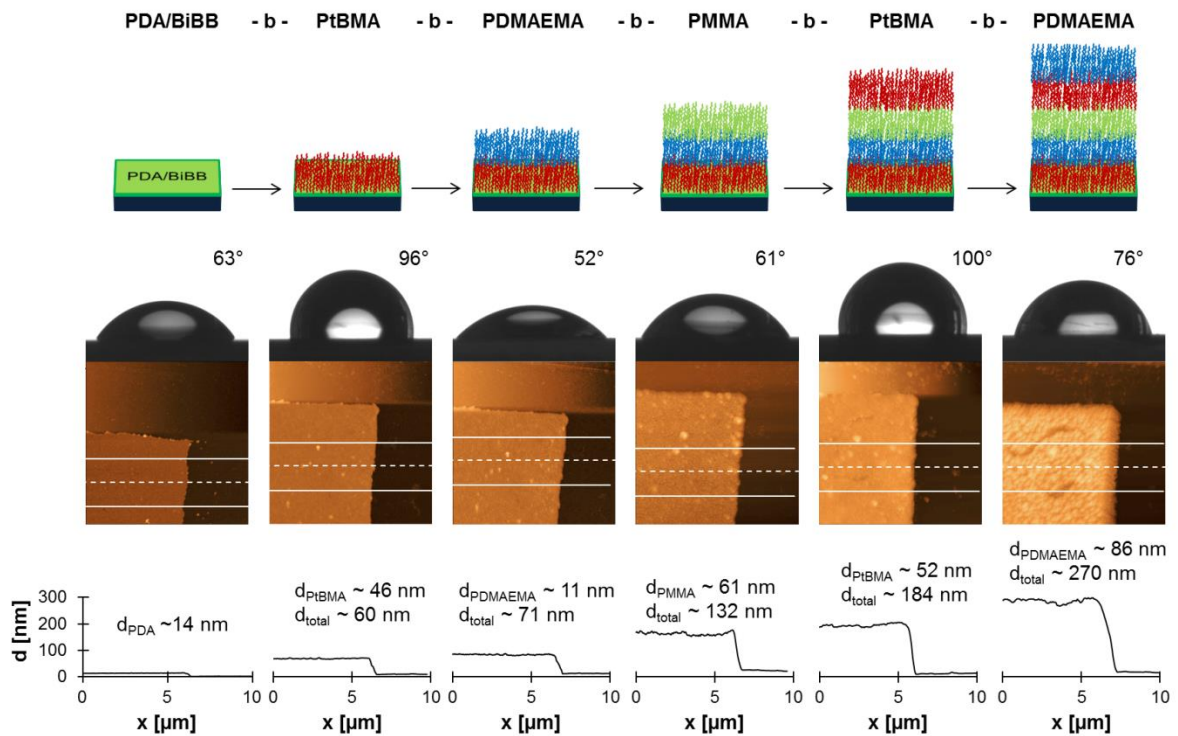 PDA/BiBB - b - PtBMA - b - PDMAEMA - b - PMMA - b - PtBMA - b - PDMAEMA
PDA/BiBB
63° 96° 52° 61° 100° 76°
d [nm]
300
200
100
0
dPDA ~14 nm
0 5 10
x [µm]
dPtBMA ~ 46 nm
dtotal ~ 60 nm
0 5 10
x [µm]
dPDMAEMA ~ 11 nm
dtotal ~ 71 nm
0 5 10
x [µm]
dPMMA ~ 61 nm
dtotal ~ 132 nm
0 5 10
x [µm]
dPtBMA ~ 52 nm
dtotal ~ 184 nm
0 5 10
x [µm]
dPDMAEMA ~ 86 nm
dtotal ~ 270 nm
0 5 10
x [µm]